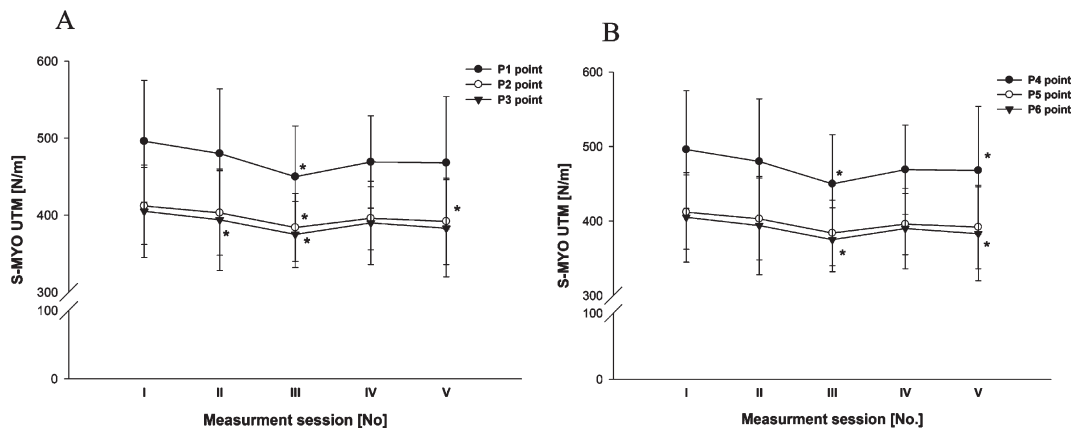 A
S-MYO UTM [N/m]
600
500
400
300
100
0
P1 point
P2 point
P3 point
*
*
*
*
*
I II III IV V
Measurment session [No]
B
S-MYO UTM [N/m]
600
500
400
300
100
0
P4 point
P5 point
P6 point
*
*
*
*
I II III IV V
Measurment session [No.]